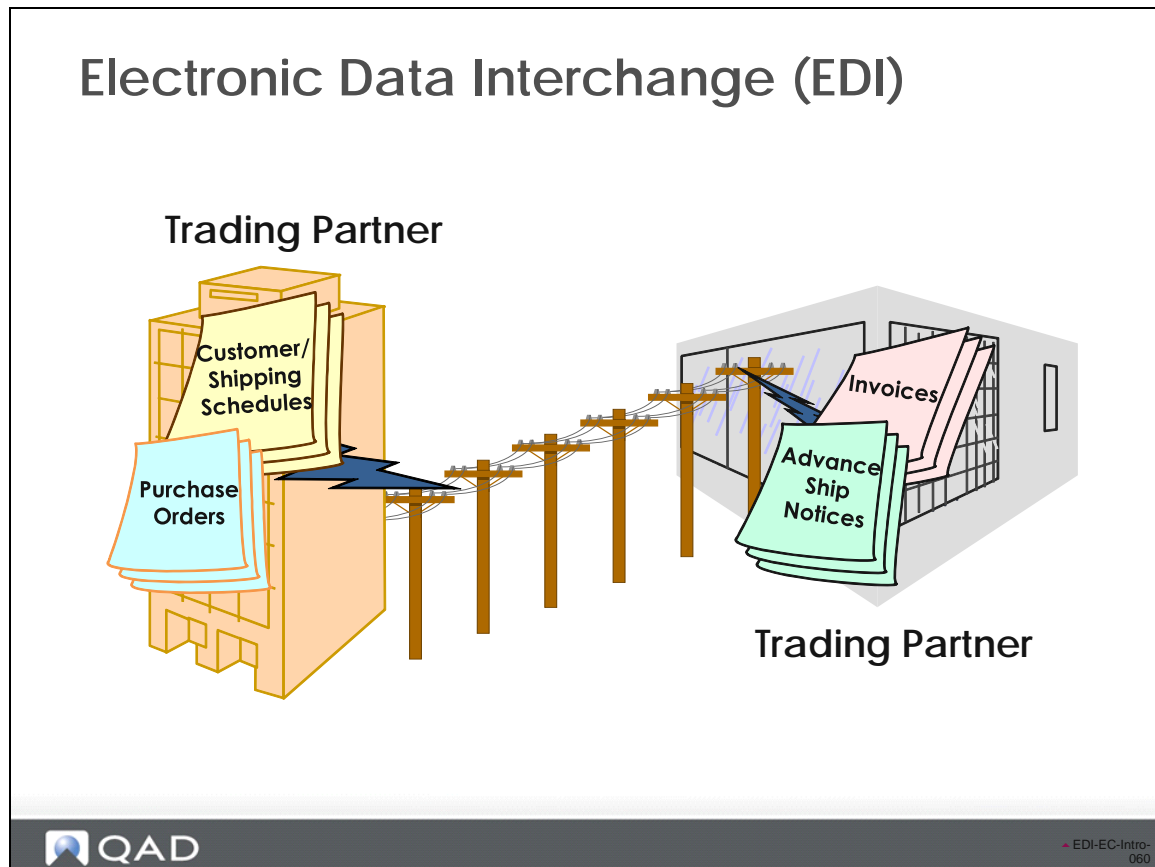 Electronic Data Interchange (EDI)
Trading Partner
Customer/
Shipping
Schedules
Purchase
Orders
Invoices
Advance
Ship
Notices
Trading Partner
QAD
EDI-EC-Intro-
060